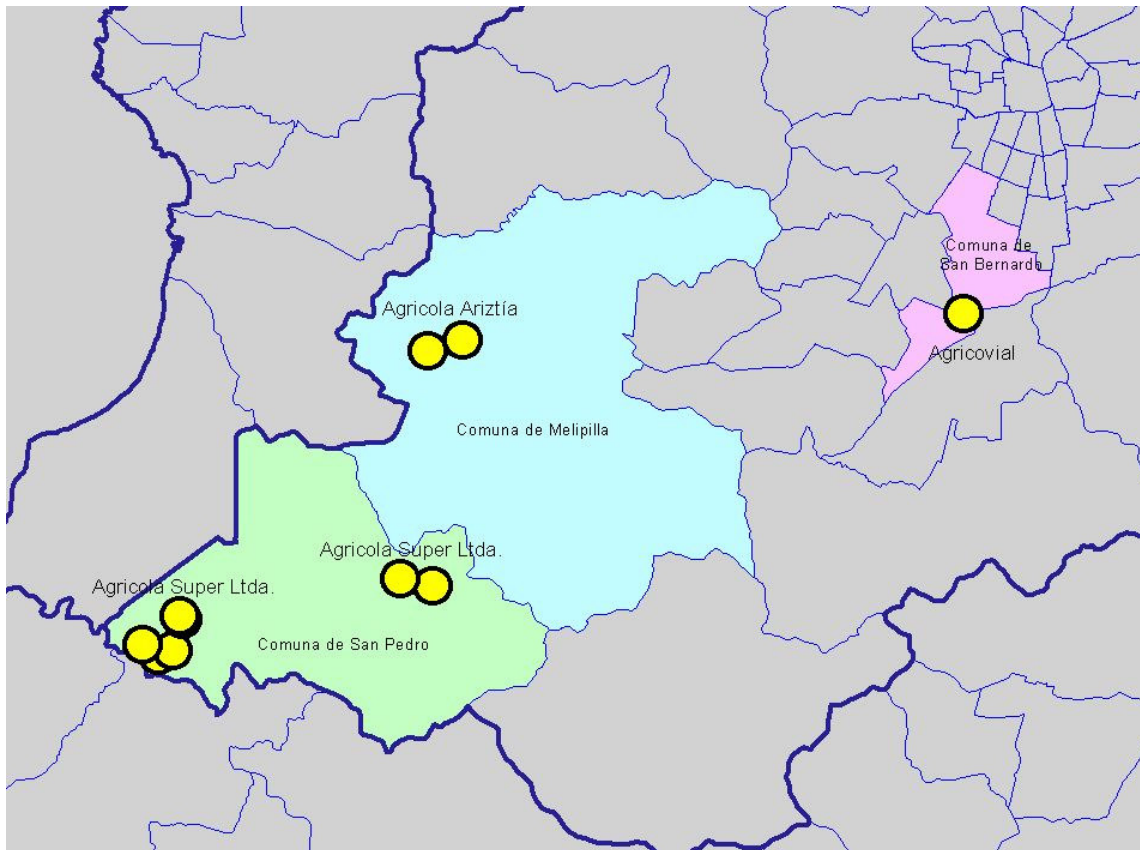 Comuna de
San Bernardo
Agricola Ariztía
Agricovial
Comuna de Melipilla
Agricola Super Ltda.
Agricola Super Ltda.
Comuna de San Pedro